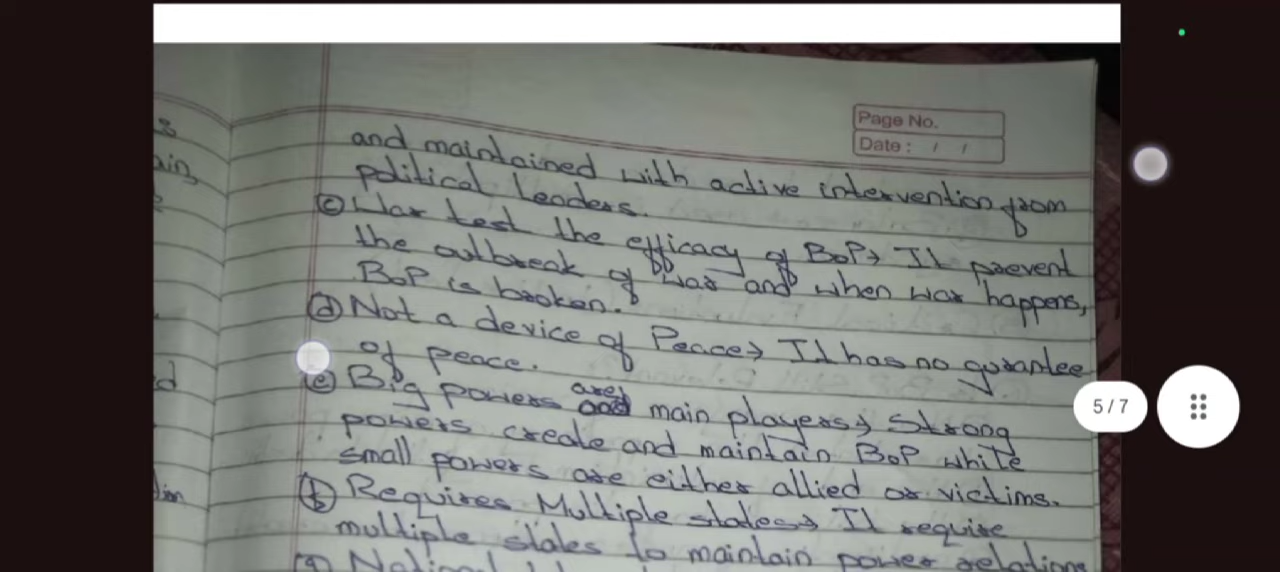 Page No.
Date : / /
and maintained with active intervention from
political leaders.
(c) War test the efficacy of BoP→ It prevent
the outbreak of war and when war happens,
BoP is broken.
(d) Not a device of Peace→ It has no gurantee
of peace.
(e) Big powers are main players→ Strong
powers create and maintain BoP white
small powers are either allied or victims.
(f) Requires Multiple states→ It require
multiple states to maintain power relations
(g) National
ain,
5 / 7